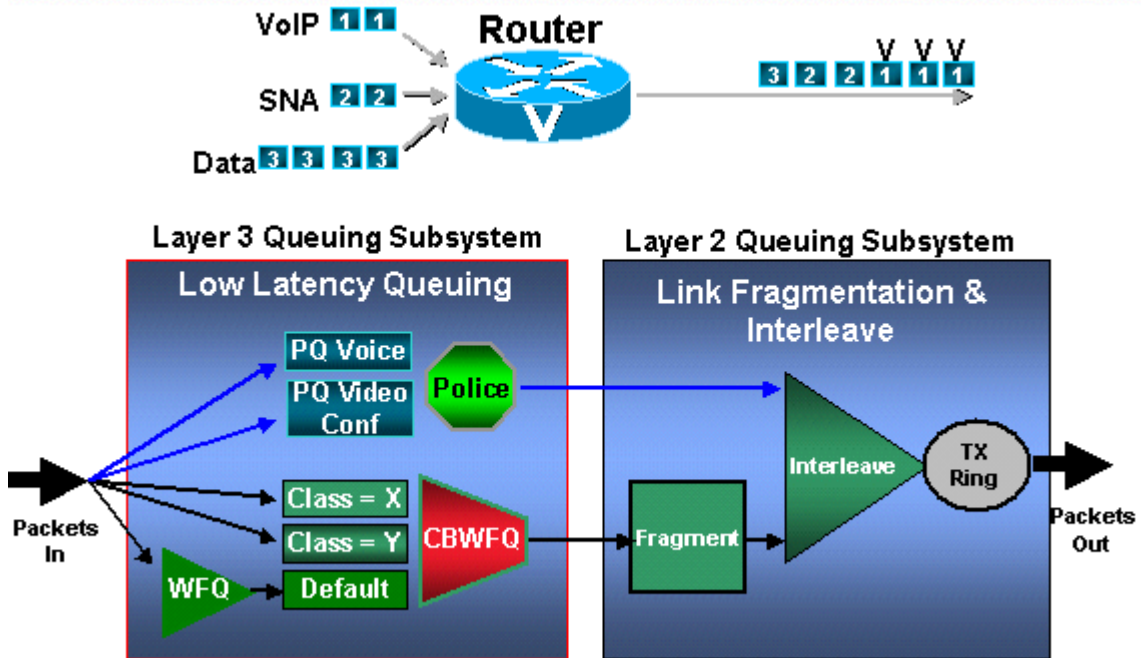 VoIP 1 1
Router
V V V
3 2 2 1 1 1
SNA 2 2
V
Data 3 3 3 3
Layer 3 Queuing Subsystem
Layer 2 Queuing Subsystem
Low Latency Queuing
Link Fragmentation &
Interleave
PQ Voice
PQ Video
Conf
Police
Class = X
Class = Y
CBWFQ
WFQ
Default
Packets
In
Fragment
Interleave
TX
Ring
Packets
Out